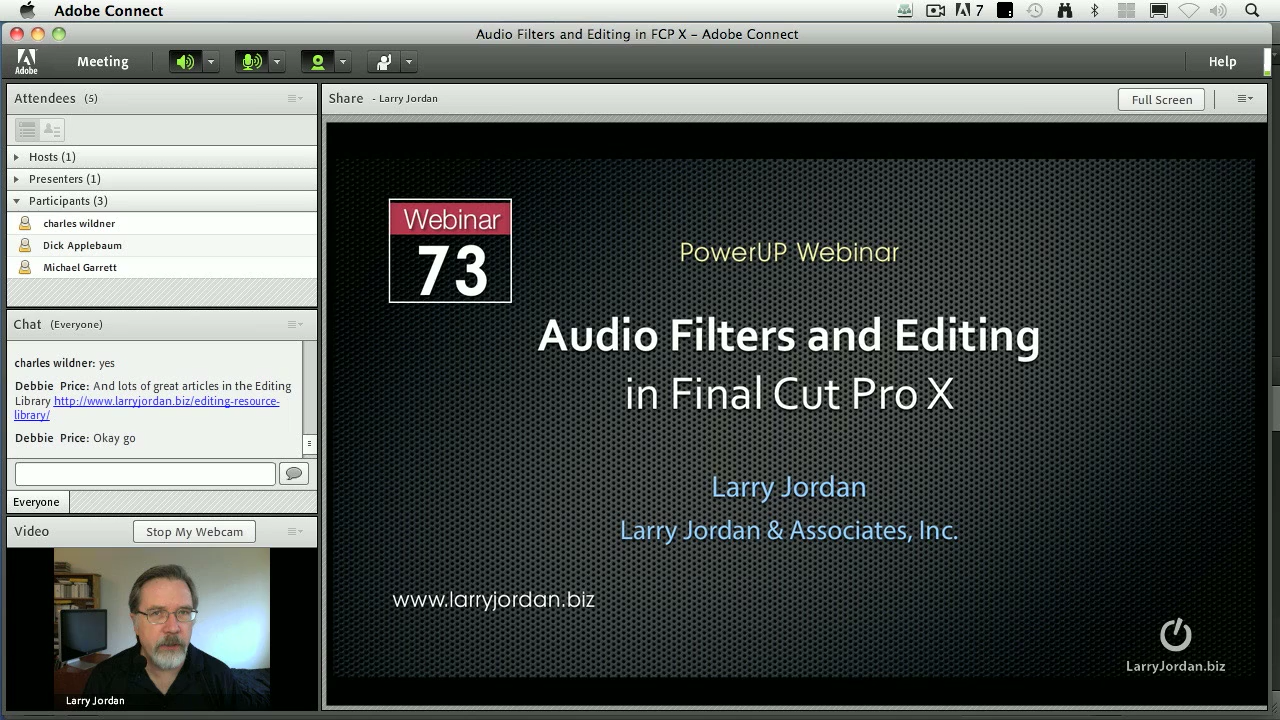 Adobe Connect
7
Audio Filters and Editing in FCP X – Adobe Connect
Adobe
Meeting
Help
Attendees (5)
Hosts (1)
Presenters (1)
Participants (3)
charles wildner
Dick Applebaum
Michael Garrett
Chat (Everyone)
charles wildner: yes
Debbie Price: And lots of great articles in the Editing
Library http://www.larryjordan.biz/editing-resource-
library/
Debbie Price: Okay go
Everyone
Video
Stop My Webcam
Larry Jordan
Share - Larry Jordan
Full Screen
Webinar
73
PowerUP Webinar
Audio Filters and Editing
in Final Cut Pro X
Larry Jordan
Larry Jordan & Associates, Inc.
www.larryjordan.biz
LarryJordan.biz